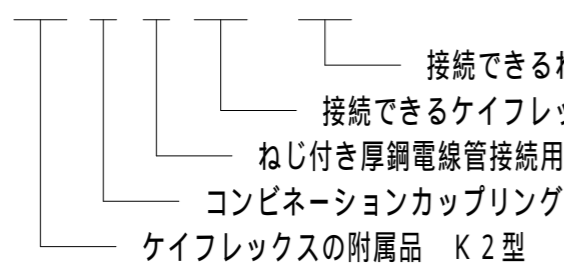 接続できる
接続できるケイフレッ
ねじ付き厚鋼電線管接続用
コンビネーションカップリング
ケイフレックスの附属品　Ｋ２型